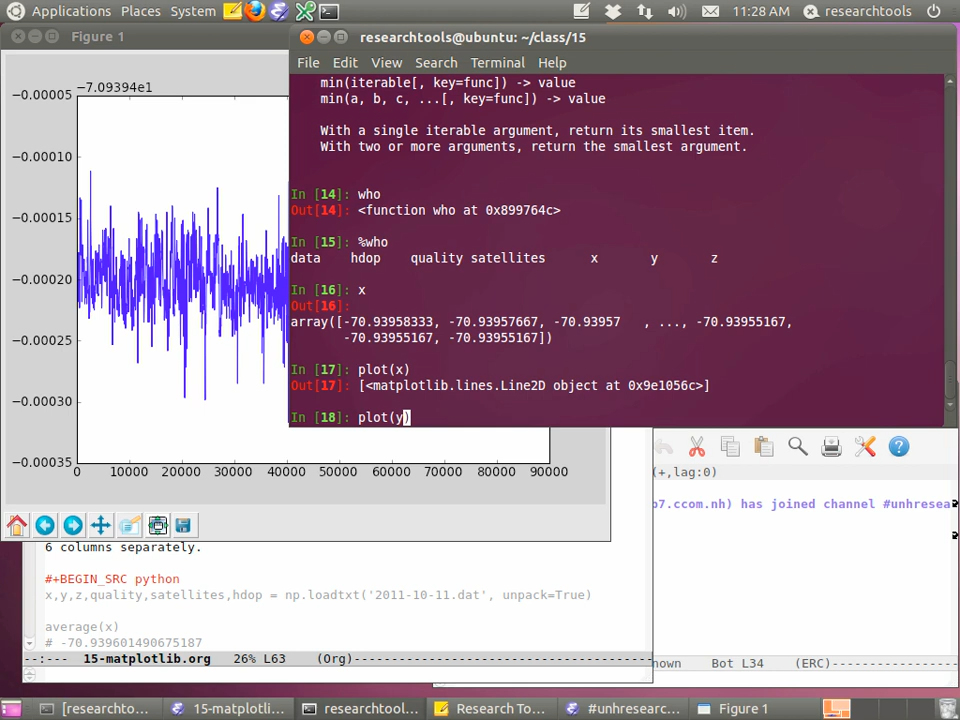 Applications Places System 11:28 AM researchtools
Figure 1
−7.09394e1
−0.00005
−0.00010
−0.00015
−0.00020
−0.00025
−0.00030
−0.00035
0 10000 20000 30000 40000 50000 60000 70000 80000 90000
researchtools@ubuntu: ~/class/15
File Edit View Search Terminal Help
min(iterable[, key=func]) -> value
min(a, b, c, ...[, key=func]) -> value
With a single iterable argument, return its smallest item.
With two or more arguments, return the smallest argument.
In [14]: who
Out[14]: <function who at 0x899764c>
In [15]: %who
data hdop quality satellites x y z
In [16]: x
Out[16]:
array([-70.93958333, -70.93957667, -70.93957 , ..., -70.93955167,
-70.93955167, -70.93955167])
In [17]: plot(x)
Out[17]: [<matplotlib.lines.Line2D object at 0x9e1056c>]
In [18]: plot(y)
(+,lag:0)
p7.ccom.nh) has joined channel #unhresea
nown Bot L34 (ERC)----------------
6 columns separately.
#+BEGIN_SRC python
x,y,z,quality,satellites,hdop = np.loadtxt('2011-10-11.dat', unpack=True)
average(x)
# -70.939601490675187
--:--- 15-matplotlib.org 26% L63 (Org)------------------------------------------
[researchto... 15-matplotli... researchtool... Research To... #unhresearc... Figure 1